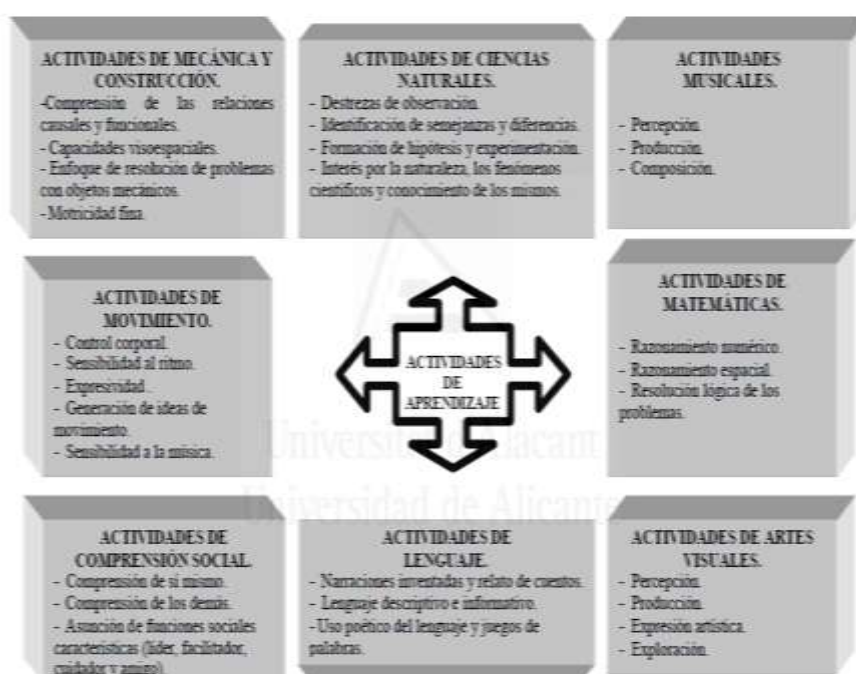 ACTIVIDADES DE MECÁNICA Y
CONSTRUCCIÓN.
-Comprensión de las relaciones
causales y funcionales.
- Capacidades visoespaciales.
- Enfoque de resolución de problemas
con objetos mecánicos.
- Motricidad fina.
ACTIVIDADES DE CIENCIAS
NATURALES.
- Destrezas de observación.
- Identificación de semejanzas y diferencias.
- Formación de hipótesis y experimentación.
- Interés por la naturaleza, los fenómenos
científicos y conocimiento de los mismos.
ACTIVIDADES
MUSICALES.
- Percepción.
- Producción.
- Composición.
ACTIVIDADES DE
MOVIMIENTO.
- Control corporal.
- Sensibilidad al ritmo.
- Expresividad.
- Generación de ideas de
movimiento.
- Sensibilidad a la música.
ACTIVIDADES
DE
APRENDIZAJE
ACTIVIDADES DE
MATEMÁTICAS.
- Razonamiento numérico.
- Razonamiento espacial.
- Resolución lógica de los
problemas.
Universitat d'Alacant
Universidad de Alicante
ACTIVIDADES DE
COMPRENSIÓN SOCIAL.
- Comprensión de sí mismo.
- Comprensión de los demás.
- Asunción de funciones sociales
características (líder, facilitador,
cuidador y amigo)
ACTIVIDADES DE
LENGUAJE.
- Narraciones inventadas y relato de cuentos.
- Lenguaje descriptivo e informativo.
-Uso poético del lenguaje y juegos de
palabras.
ACTIVIDADES DE ARTES
VISUALES.
- Percepción.
- Producción.
- Expresión artística.
- Exploración.